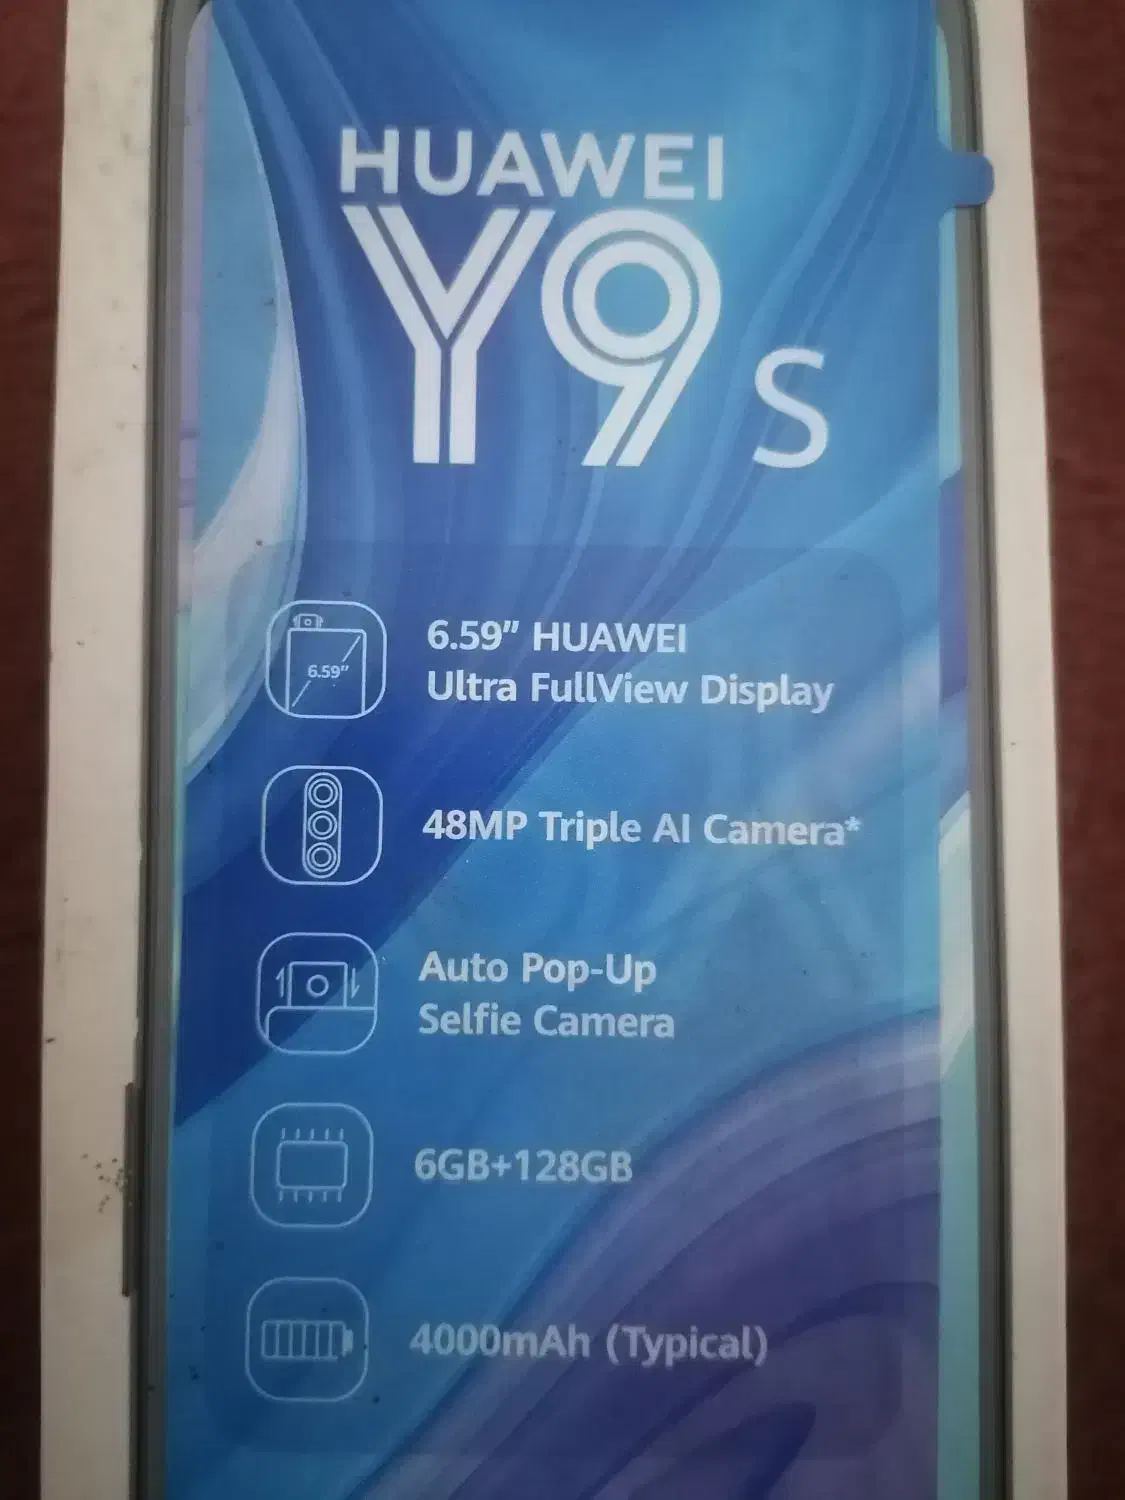 HUAWEI
Y9s
6.59” HUAWEI
Ultra FullView Display
6.59”
48MP Triple AI Camera*
Auto Pop-Up
Selfie Camera
6GB+128GB
4000mAh (Typical)